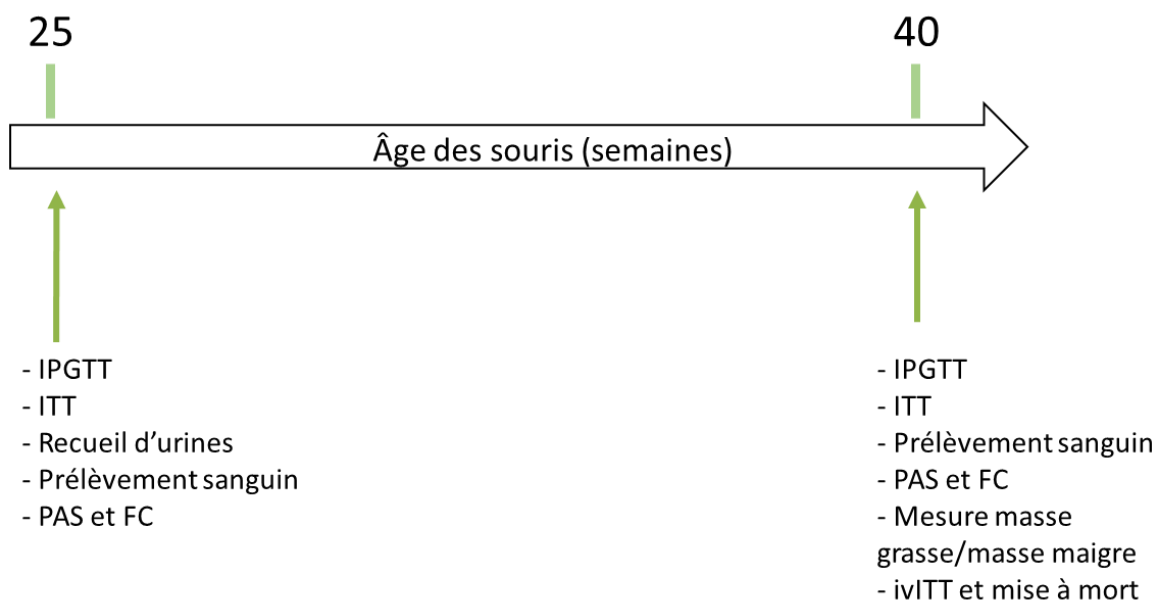 25
40
Âge des souris (semaines)
- IPGTT
- ITT
- Recueil d'urines
- Prélèvement sanguin
- PAS et FC
- IPGTT
- ITT
- Prélèvement sanguin
- PAS et FC
- Mesure masse
grasse/masse maigre
- ivITT et mise à mort